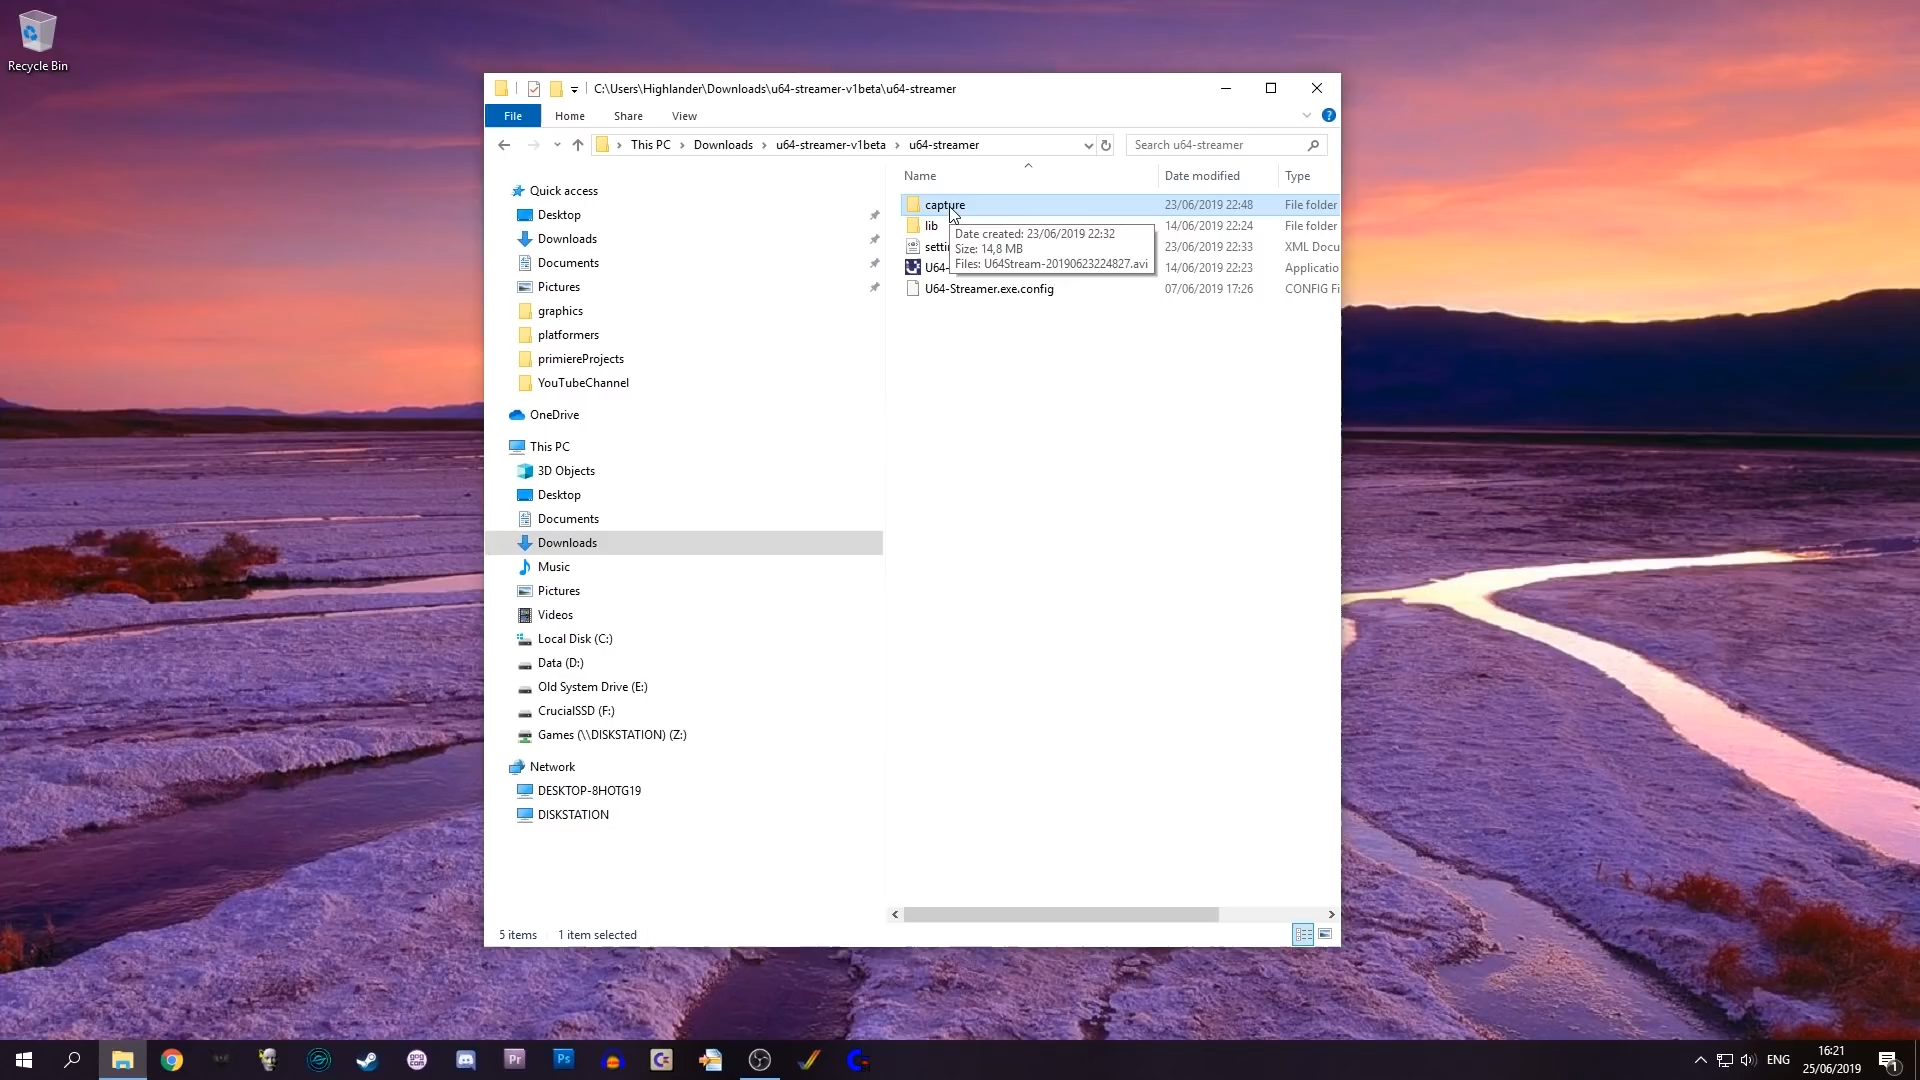 Recycle Bin
C:\Users\Highlander\Downloads\u64-streamer-v1beta\u64-streamer
File Home Share View
This PC Downloads u64-streamer-v1beta u64-streamer
Search u64-streamer
Name Date modified Type
capture 23/06/2019 22:48 File folder
lib 14/06/2019 22:24 File folder
23/06/2019 22:33 XML Docu
U64- 14/06/2019 22:23 Applicatio
U64-Streamer.exe.config 07/06/2019 17:26 CONFIG Fi
Date created: 23/06/2019 22:32
Size: 14,8 MB
Files: U64Stream-20190623224827.avi
Quick access
Desktop
Downloads
Documents
Pictures
graphics
platformers
primiereProjects
YouTubeChannel
OneDrive
This PC
3D Objects
Desktop
Documents
Downloads
Music
Pictures
Videos
Local Disk (C:)
Data (D:)
Old System Drive (E:)
CrucialSSD (F:)
Games (\\DISKSTATION) (Z:)
Network
DESKTOP-8HOTG19
DISKSTATION
5 items 1 item selected
gog com
Pr
Ps
ENG
16:21
25/06/2019
1